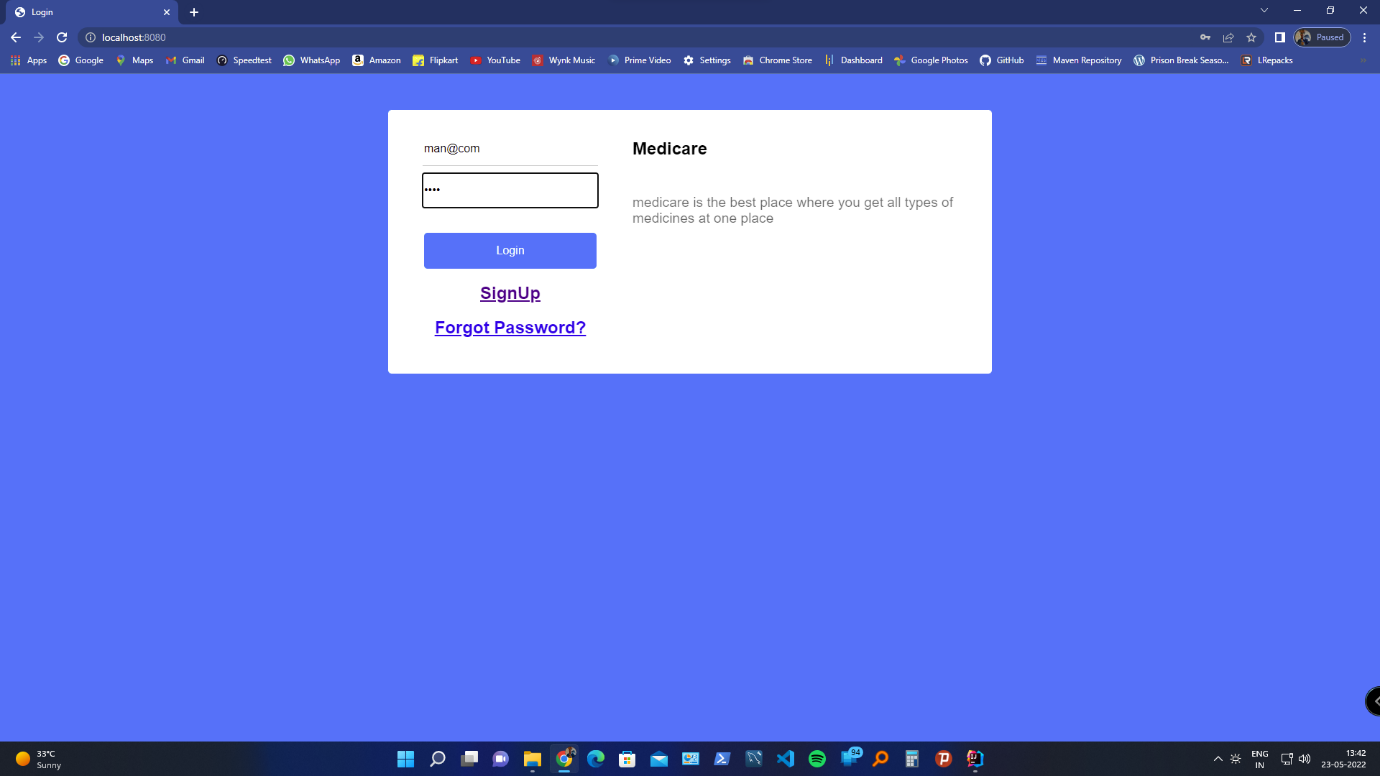 Login
localhost:8080
Paused
Apps Google Maps Gmail Speedtest WhatsApp Amazon Flipkart YouTube Wynk Music Prime Video Settings Chrome Store Dashboard Google Photos GitHub Maven Repository Prison Break Seaso... LRepacks
man@com
••••
Login
SignUp
Forgot Password?
Medicare
medicare is the best place where you get all types of
medicines at one place
33°C
Sunny
94
ENG
IN
13:42
23-05-2022